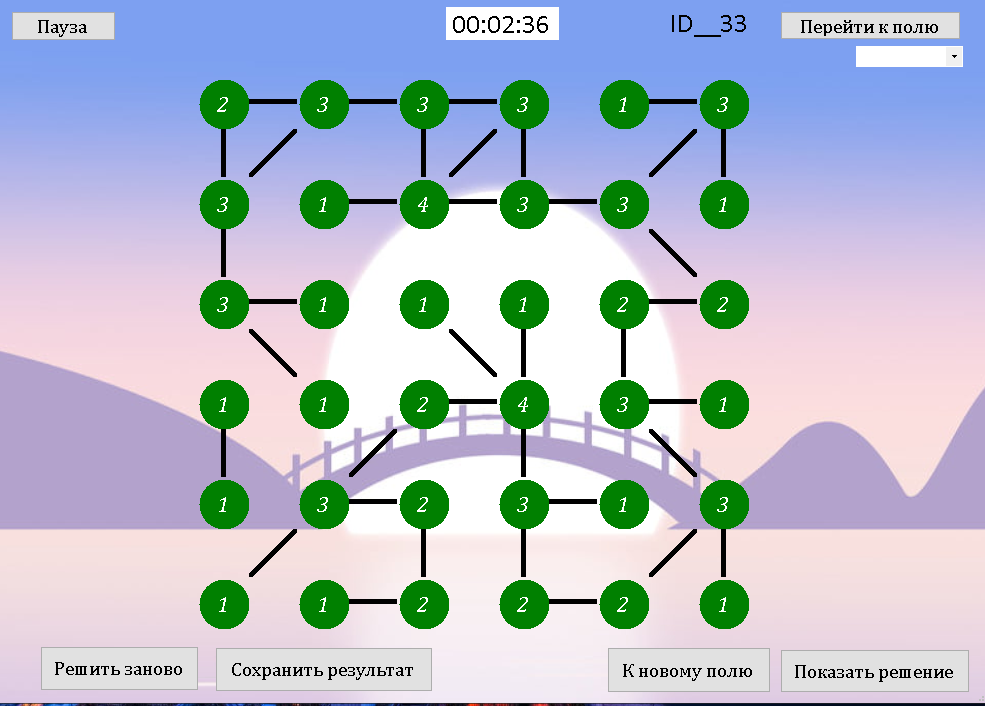 Пауза 00:02:36 ID__33 Перейти к полю
2 3 3 3 1 3
3 1 4 3 3 1
3 1 1 1 2 2
1 1 2 4 3 1
1 3 2 3 1 3
1 1 2 2 2 1
Решить заново Сохранить результат К новому полю Показать решение